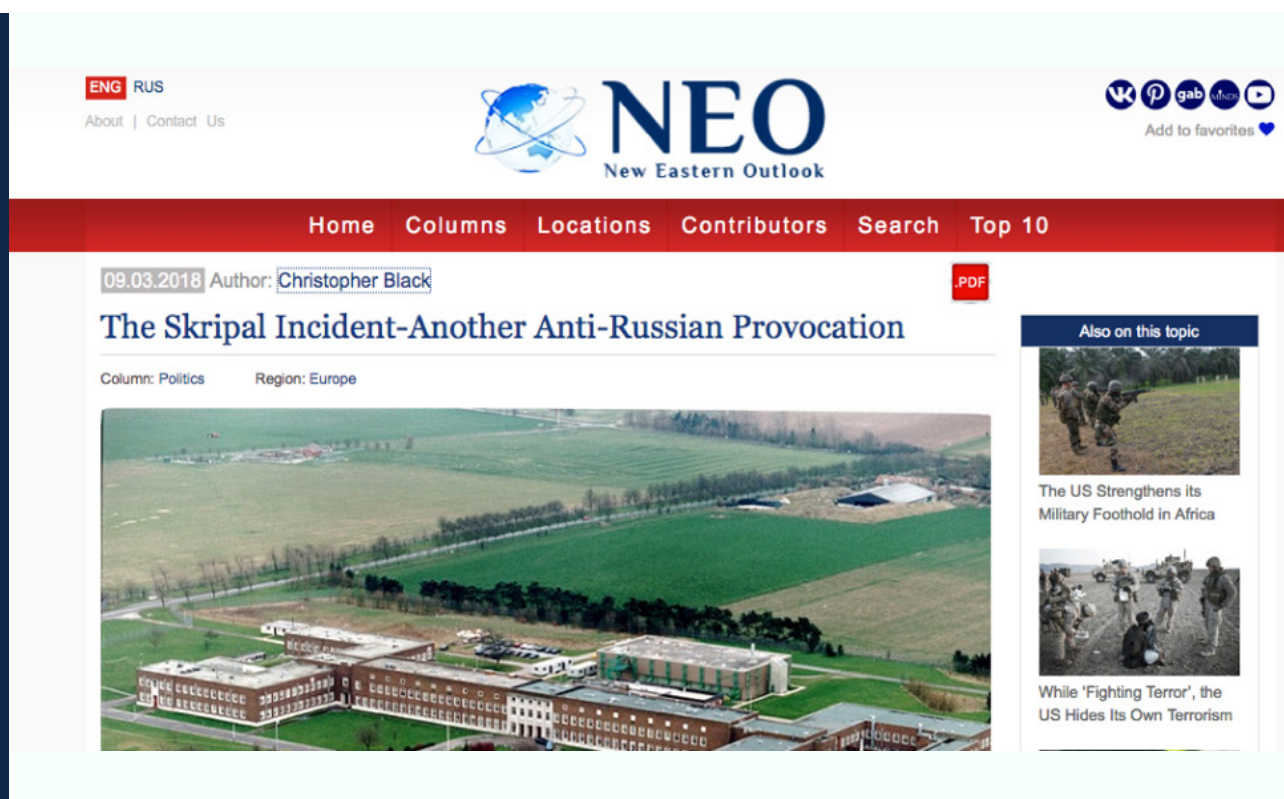 ENG RUS
About | Contact Us
NEO
New Eastern Outlook
gab
MINDS
Add to favorites
Home Columns Locations Contributors Search Top 10
09.03.2018 Author: Christopher Black
.PDF
The Skripal Incident-Another Anti-Russian Provocation
Column: Politics Region: Europe
Also on this topic
The US Strengthens its
Military Foothold in Africa
While 'Fighting Terror', the
US Hides Its Own Terrorism